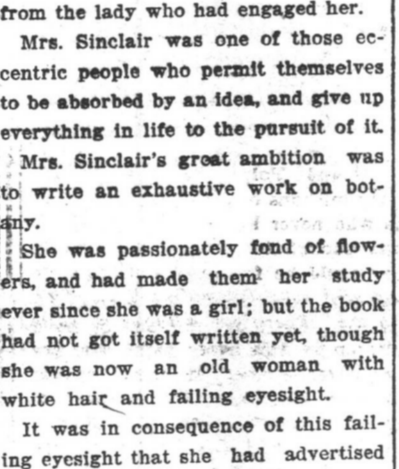 from the lady who had engaged her.
Mrs. Sinclair was one of those ec-
centric people who permit themselves
to be absorbed by an idea, and give up
everything in life to the pursuit of it.
Mrs. Sinclair's great ambition was
to write an exhaustive work on bot-
any.
She was passionately fond of flow-
ers, and had made them her study
ever since she was a girl; but the book
had not got itself written yet, though
she was now an old woman with
white hair and failing eyesight.
It was in consequence of this fail-
ing eyesight that she had advertised